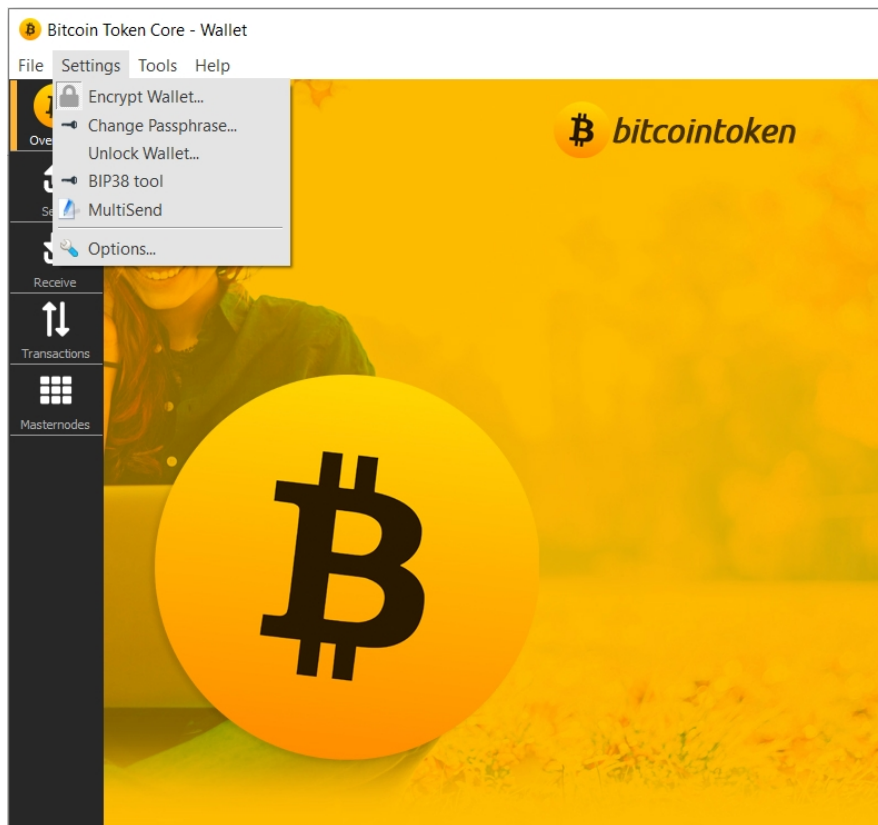 Bitcoin Token Core - Wallet
File Settings Tools Help
Encrypt Wallet...
Change Passphrase...
Unlock Wallet...
BIP38 tool
MultiSend
Options...
Receive
Transactions
Masternodes
bitcointoken